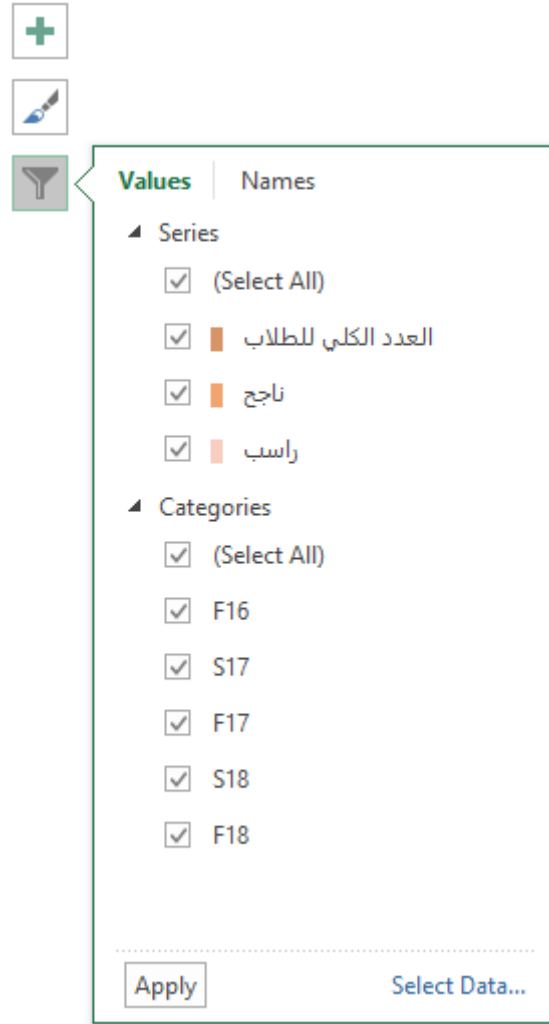 Values Names
Series
(Select All)
العدد الكلي للطلاب
ناجح
راسب
Categories
(Select All)
F16
S17
F17
S18
F18
Apply Select Data...